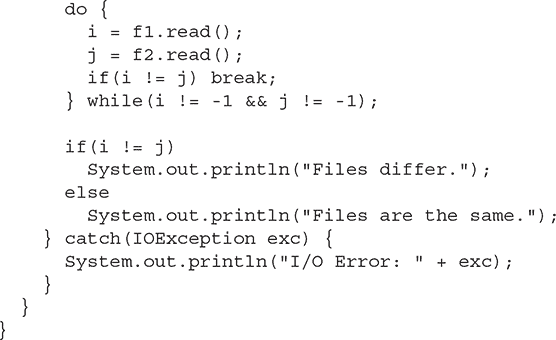 do {
i = f1.read();
j = f2.read();
if(i != j) break;
} while(i != -1 && j != -1);
if(i != j)
System.out.println("Files differ.");
else
System.out.println("Files are the same.");
} catch(IOException exc) {
System.out.println("I/O Error: " + exc);
}
}
}